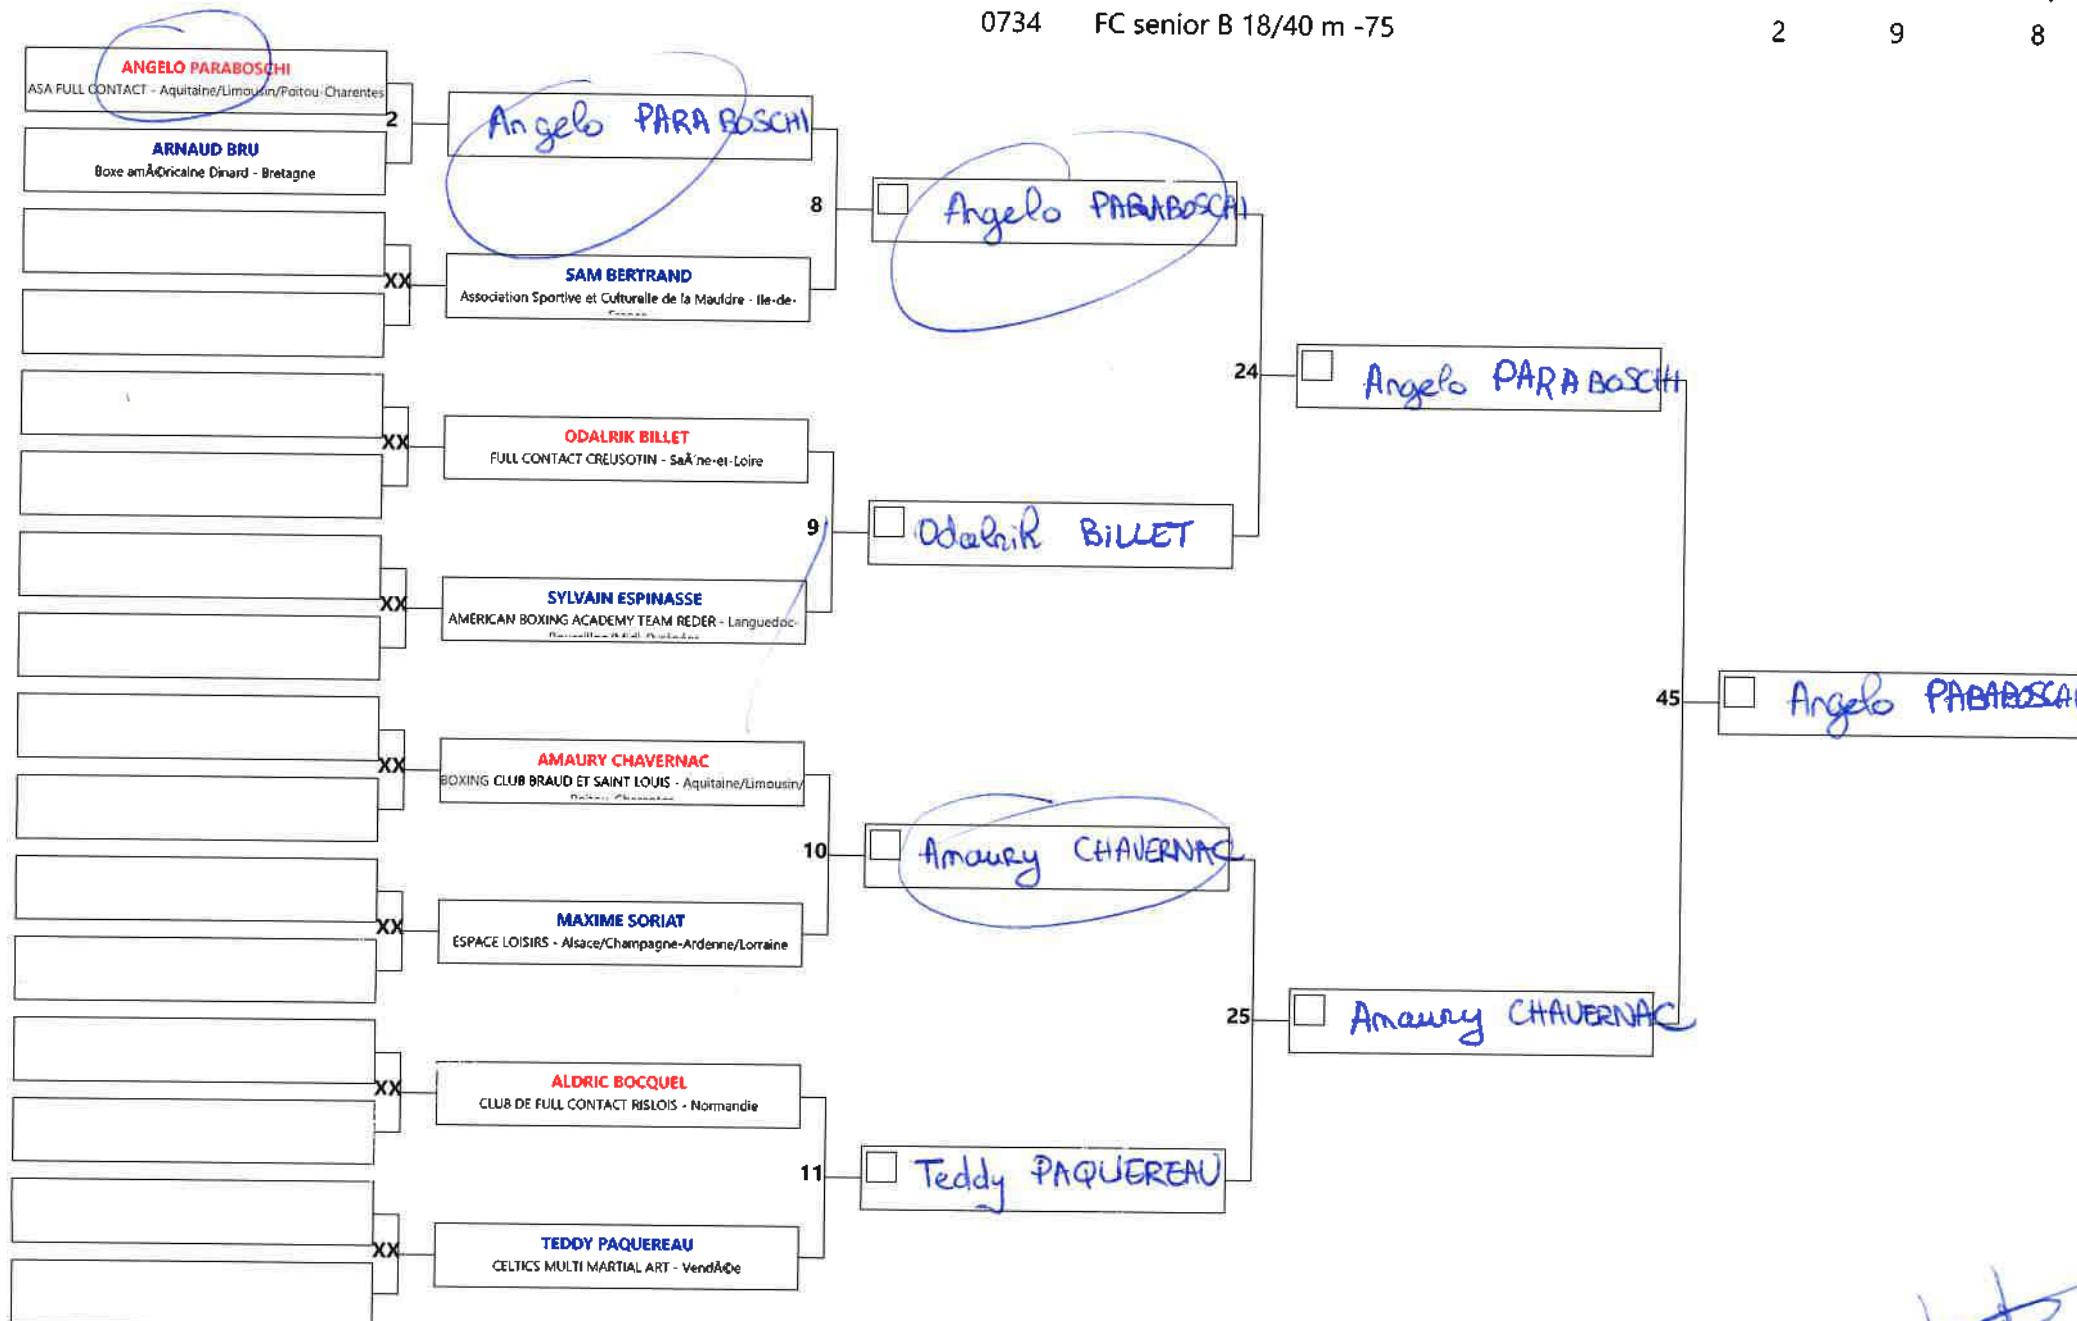 0734 FC senior B 18/40 m -75
2 9 8
ANGELO PARABOSCHI
ASA FULL CONTACT - Aquitaine/Limousin/Poitou-Charentes
2
ARNAUD BRU
Boxe amÃ©ricaine Dinard - Bretagne
Angelo PARABOSCHI
8
XX
SAM BERTRAND
Association Sportive et Culturelle de la Mauldre - Ile-de-
Angelo PARABOSCHI
XX
ODALRIK BILLET
FULL CONTACT CREUSOTIN - SaÃ´ne-et-Loire
9
XX
SYLVAIN ESPINASSE
AMERICAN BOXING ACADEMY TEAM REDER - Languedoc-
Odalrik BiLLET
24
Angelo PARABOSCHI
XX
AMAURY CHAVERNAC
BOXING CLUB BRAUD ET SAINT LOUIS - Aquitaine/Limousin/
10
XX
MAXIME SORIAT
ESPACE LOISIRS - Alsace/Champagne-Ardenne/Lorraine
Amaury CHAVERNAC
XX
ALDRIC BOCQUEL
CLUB DE FULL CONTACT RISLOIS - Normandie
11
XX
TEDDY PAQUEREAU
CELTICS MULTI MARTIAL ART - VendÃ©e
Teddy PAQUEREAU
25
Amaury CHAVERNAC
45
Angelo PARABOSCHI